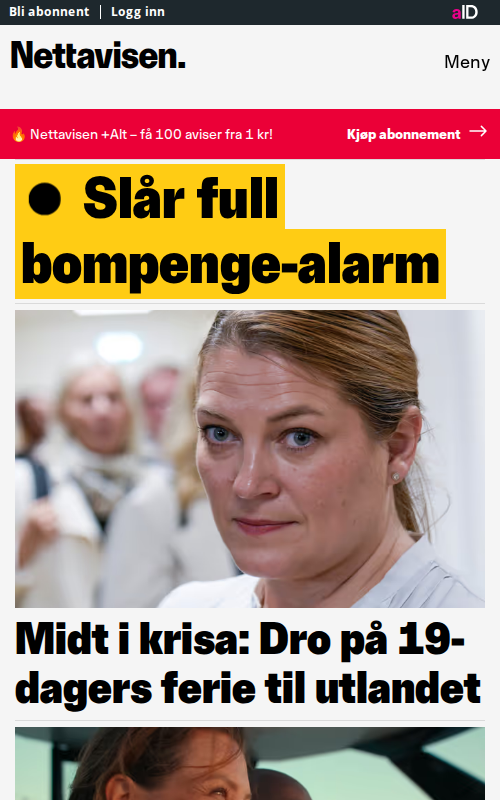 Bli abonnent | Logg inn
aID
Nettavisen.
Meny
🔥 Nettavisen +Alt – få 100 aviser fra 1 kr!
Kjøp abonnement →
● Slår full
bompenge-alarm
Midt i krisa: Dro på 19-
dagers ferie til utlandet